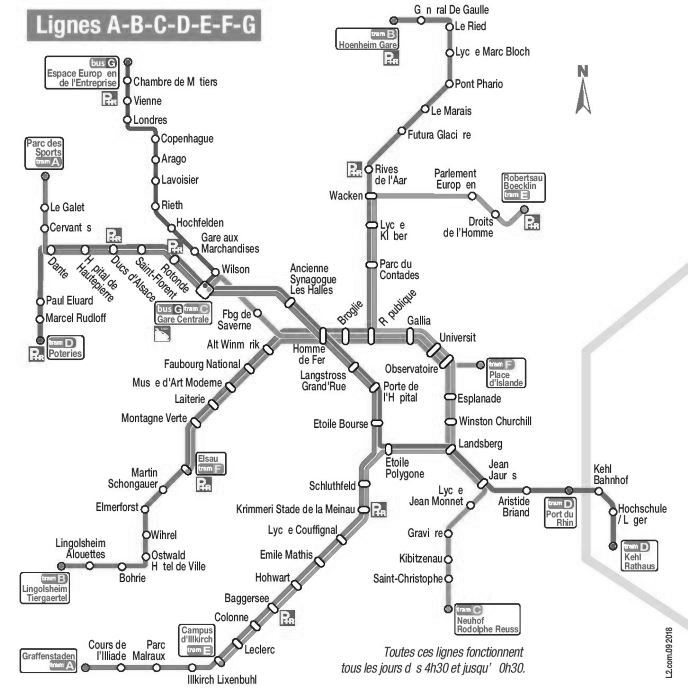 Lignes A-B-C-D-E-F-G
G n ral De Gaulle
Le Ried
tram B
Hoenheim Gare
P+R
Lyc e Marc Bloch
Pont Phario
Le Marais
Futura Glaci re
N
bus G
Espace Europ en
de l'Entreprise
P+R
Chambre de M tiers
Vienne
Londres
Copenhague
Arago
Lavoisier
Rieth
Hochfelden
Gare aux
Marchandises
Wilson
Parc des
Sports
tram A
Le Galet
Cervant s
Dante
H pital de
Hautepierre
P+R
Ducs d'Alsace
Saint-Florent
P+R
Rotonde
bus G tram C
Gare Centrale
Paul Eluard
Marcel Rudloff
tram D
Poteries
P+R
P+R
Rives
de l'Aar
Wacken
Parlement
Europ en
Robertsau
Boecklin
tram E
P+R
Droits
de l'Homme
Lyc e
Kl ber
Parc du
Contades
Ancienne
Synagogue
Les Halles
Broglie
R publique
Gallia
Universit
Fbg de
Saverne
Alt Winm rik
Homme
de Fer
Observatoire
tram F
Place
d'Islande
Faubourg National
Mus e d'Art Moderne
Laiterie
Montagne Verte
Langstross
Grand'Rue
Porte de
l'H pital
Etoile Bourse
Esplanade
Winston Churchill
Landsberg
Etoile
Polygone
Elsau
tram F
P+R
Martin
Schongauer
Elmerforst
Wihrel
Ostwald
H tel de Ville
Bohrie
Lingolsheim
Alouettes
tram B
Lingolsheim
Tiergaertel
Schluthfeld
Krimmeri Stade de la Meinau
P+R
Lyc e Couffignal
Emile Mathis
Hohwart
Baggersee
P+R
Colonne
Leclerc
Campus
d'Illkirch
tram E
Illkirch Lixenbuhl
Parc
Malraux
Cours de
l'Illiade
Graffenstaden
tram A
Jean
Jaur s
Lyc e
Jean Monnet
Gravi re
Kibitzenau
Saint-Christophe
tram C
Neuhof
Rodolphe Reuss
Aristide
Briand
tram D
Port du
Rhin
Kehl
Bahnhof
Hochschule
/ L ger
tram D
Kehl
Rathaus
Toutes ces lignes fonctionnent
tous les jours d s 4h30 et jusqu' 0h30.
L2.com.09 2018